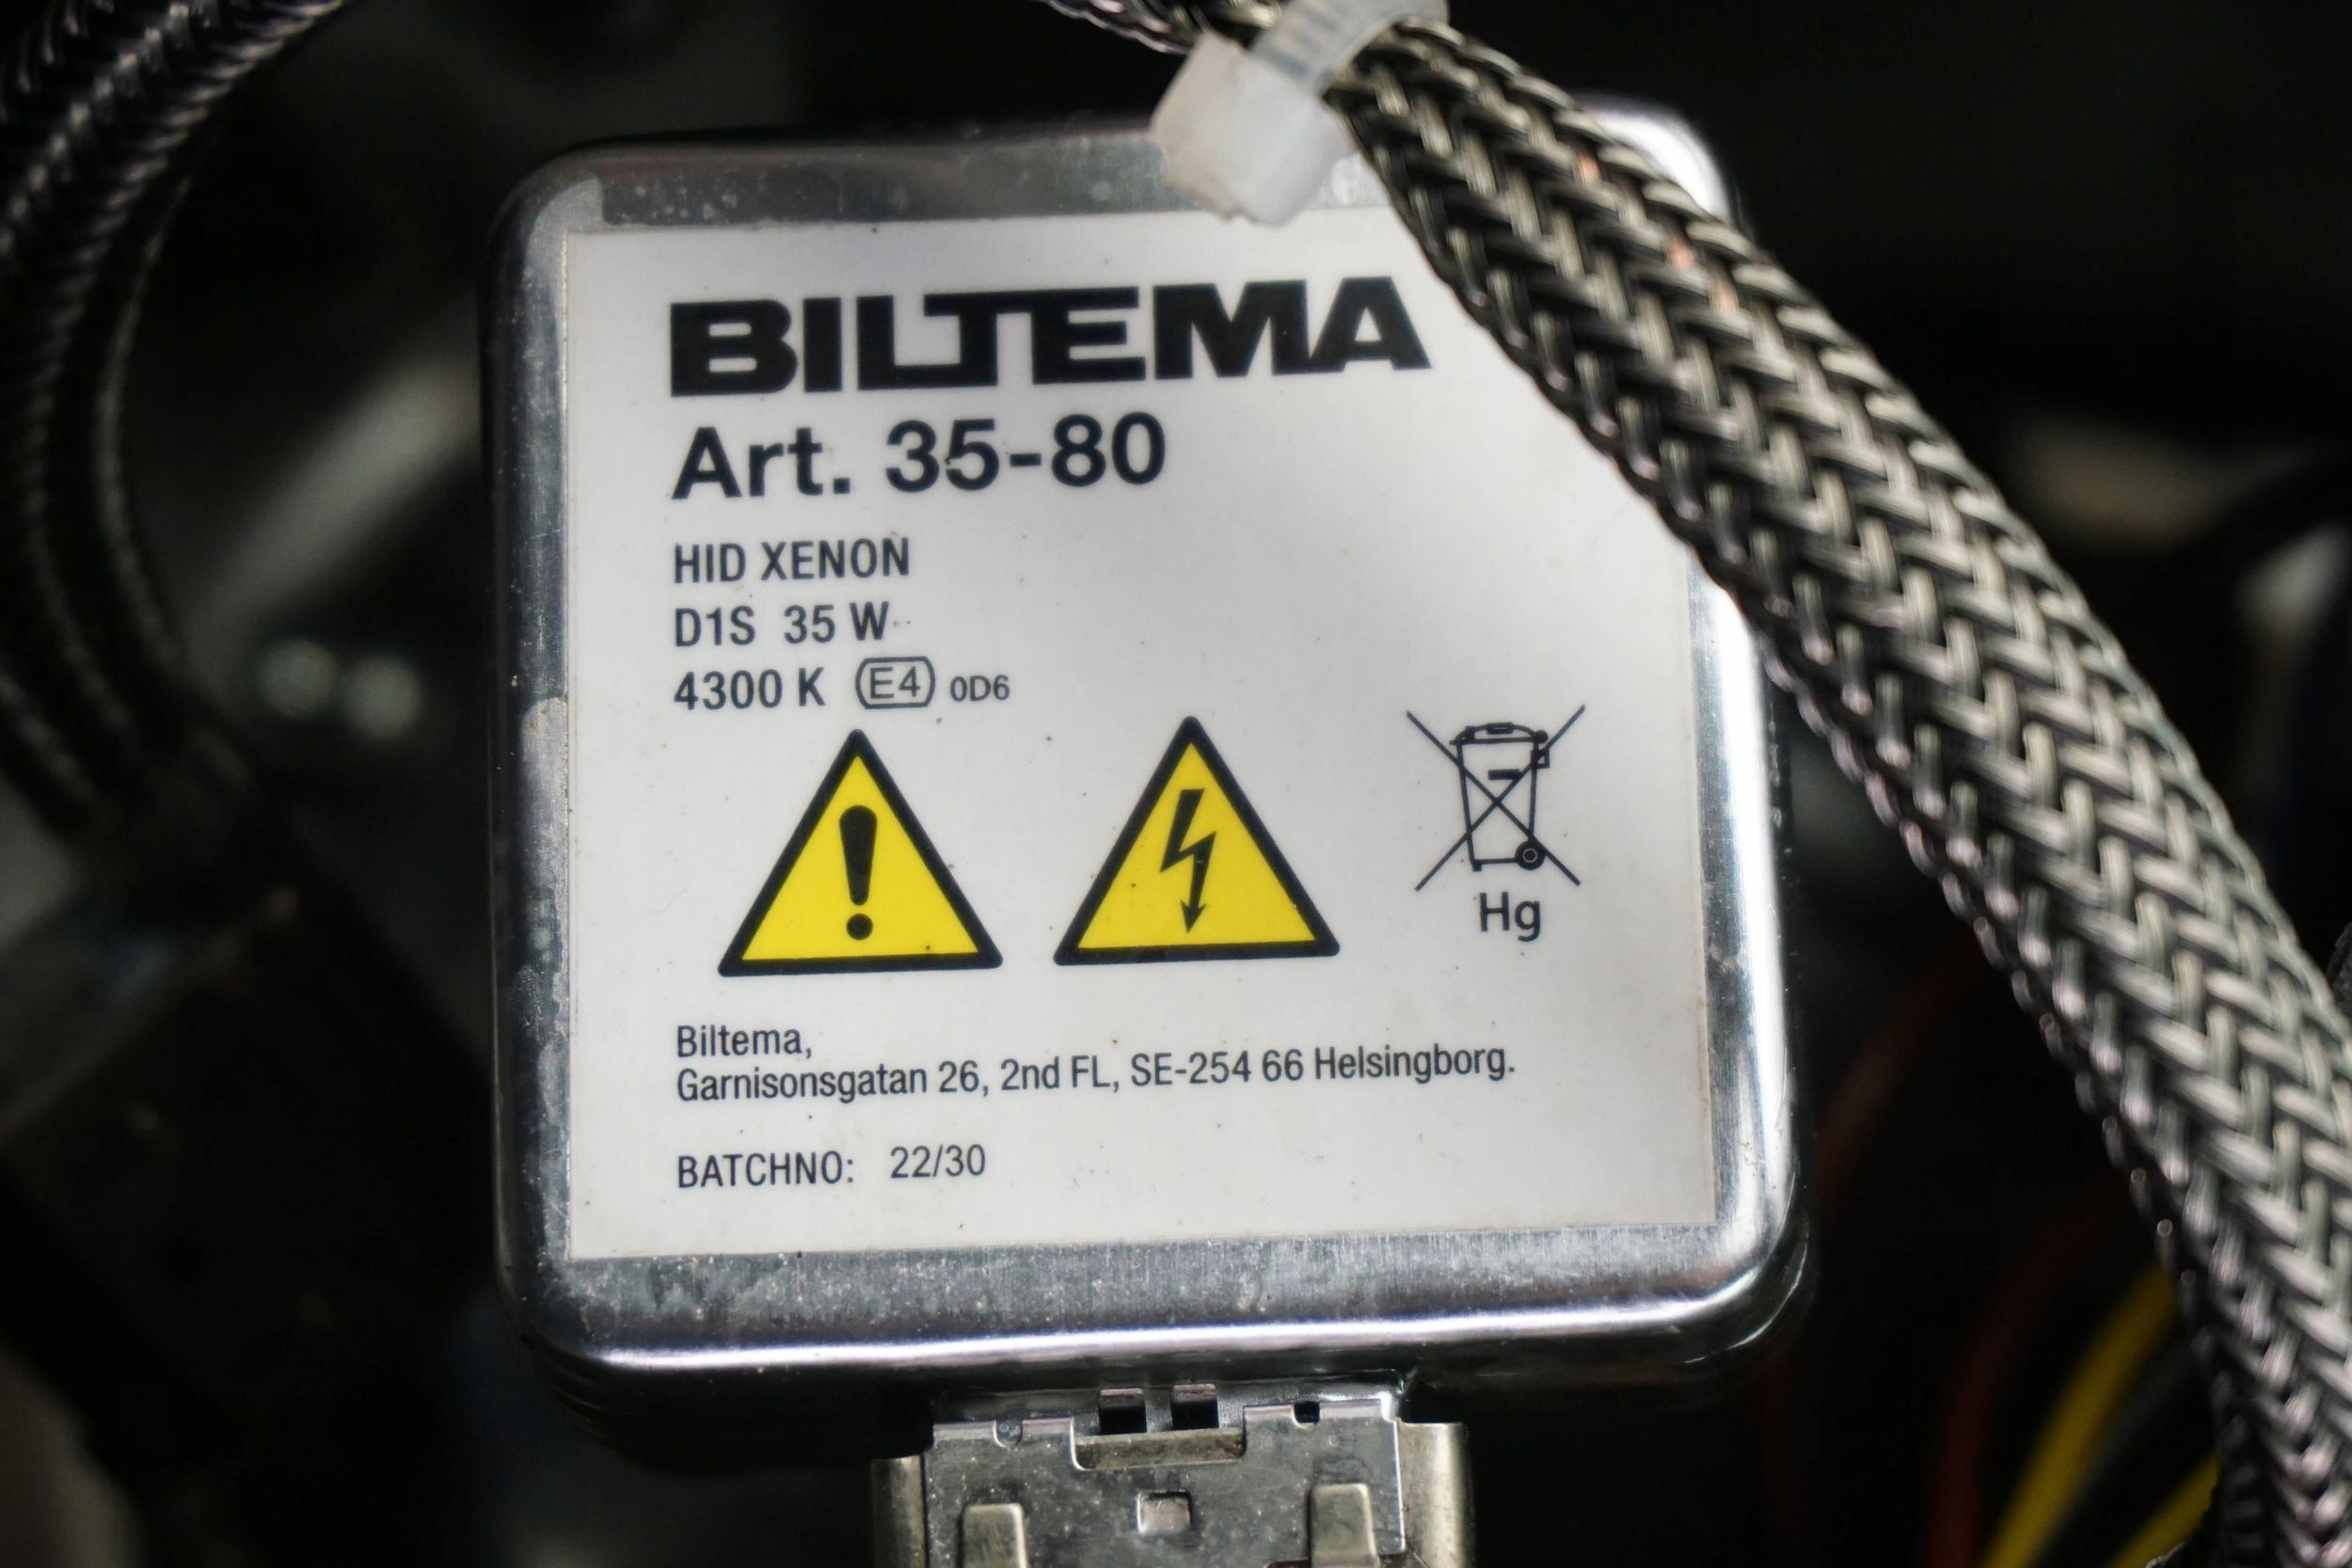 BILTEMA
Art. 35-80
HID XENON
D1S 35 W
4300 K E4 0D6
Hg
Biltema,
Garnisonsgatan 26, 2nd FL, SE-254 66 Helsingborg.
BATCHNO: 22/30